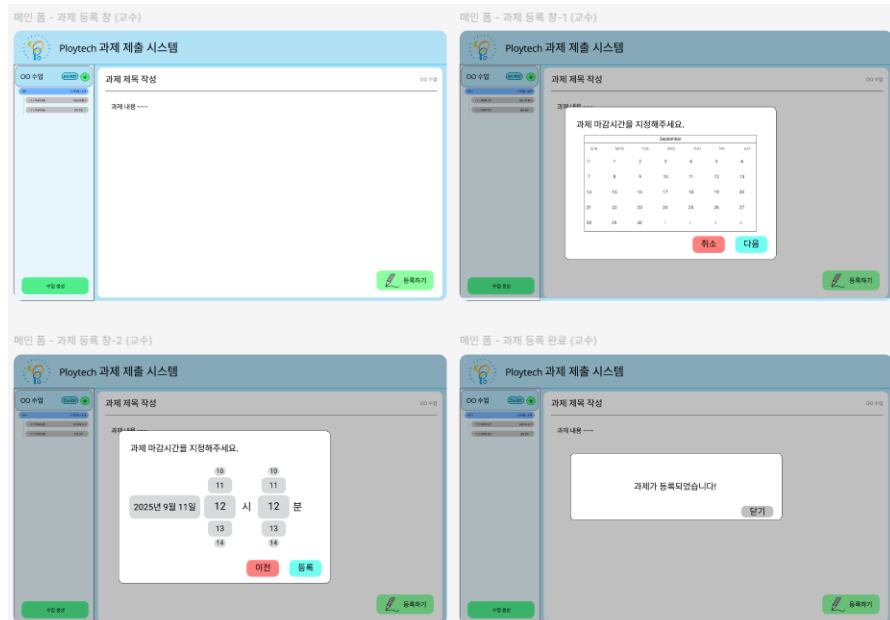 메인 폼 - 과제 등록 창 (교수)
Ploytech 과제 제출 시스템
OO 수업
과제 제목 작성
OO 수업
과제 내용 ~~~
수업 생성
등록하기
메인 폼 - 과제 등록 창-1 (교수)
Ploytech 과제 제출 시스템
OO 수업
과제 제목 작성
OO 수업
과제 마감시간을 지정해주세요.
September
SUN MON TUE WED THU FRI SAT
31 1 2 3 4 5 6
7 8 9 10 11 12 13
14 15 16 17 18 19 20
21 22 23 24 25 26 27
28 29 30 1 2 3 4
취소
다음
수업 생성
등록하기
메인 폼 - 과제 등록 창-2 (교수)
Ploytech 과제 제출 시스템
OO 수업
과제 제목 작성
OO 수업
과제 마감시간을 지정해주세요.
10 10
11 11
2025년 9월 11일 12 시 12 분
13 13
14 14
이전
등록
수업 생성
등록하기
메인 폼 - 과제 등록 완료 (교수)
Ploytech 과제 제출 시스템
OO 수업
과제 제목 작성
OO 수업
과제 내용 ~~~
과제가 등록되었습니다!
닫기
수업 생성
등록하기